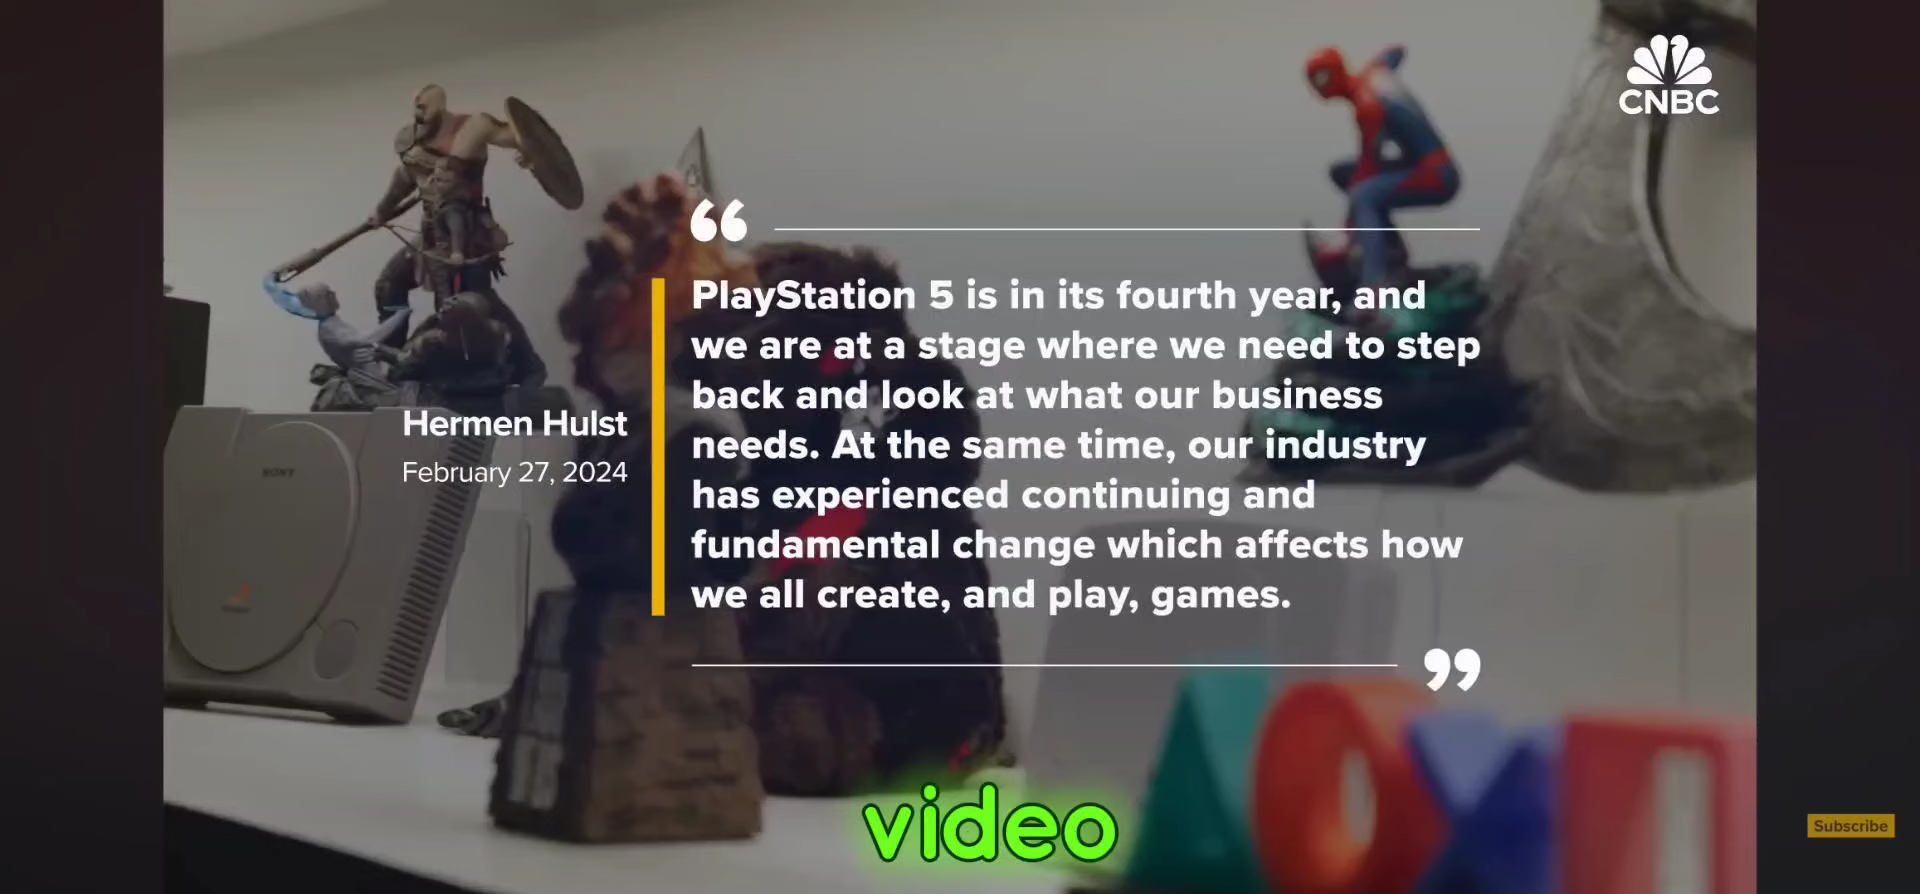 CNBC
“
PlayStation 5 is in its fourth year, and
we are at a stage where we need to step
back and look at what our business
needs. At the same time, our industry
has experienced continuing and
fundamental change which affects how
we all create, and play, games.
”
Hermen Hulst
February 27, 2024
SONY
video
Subscribe